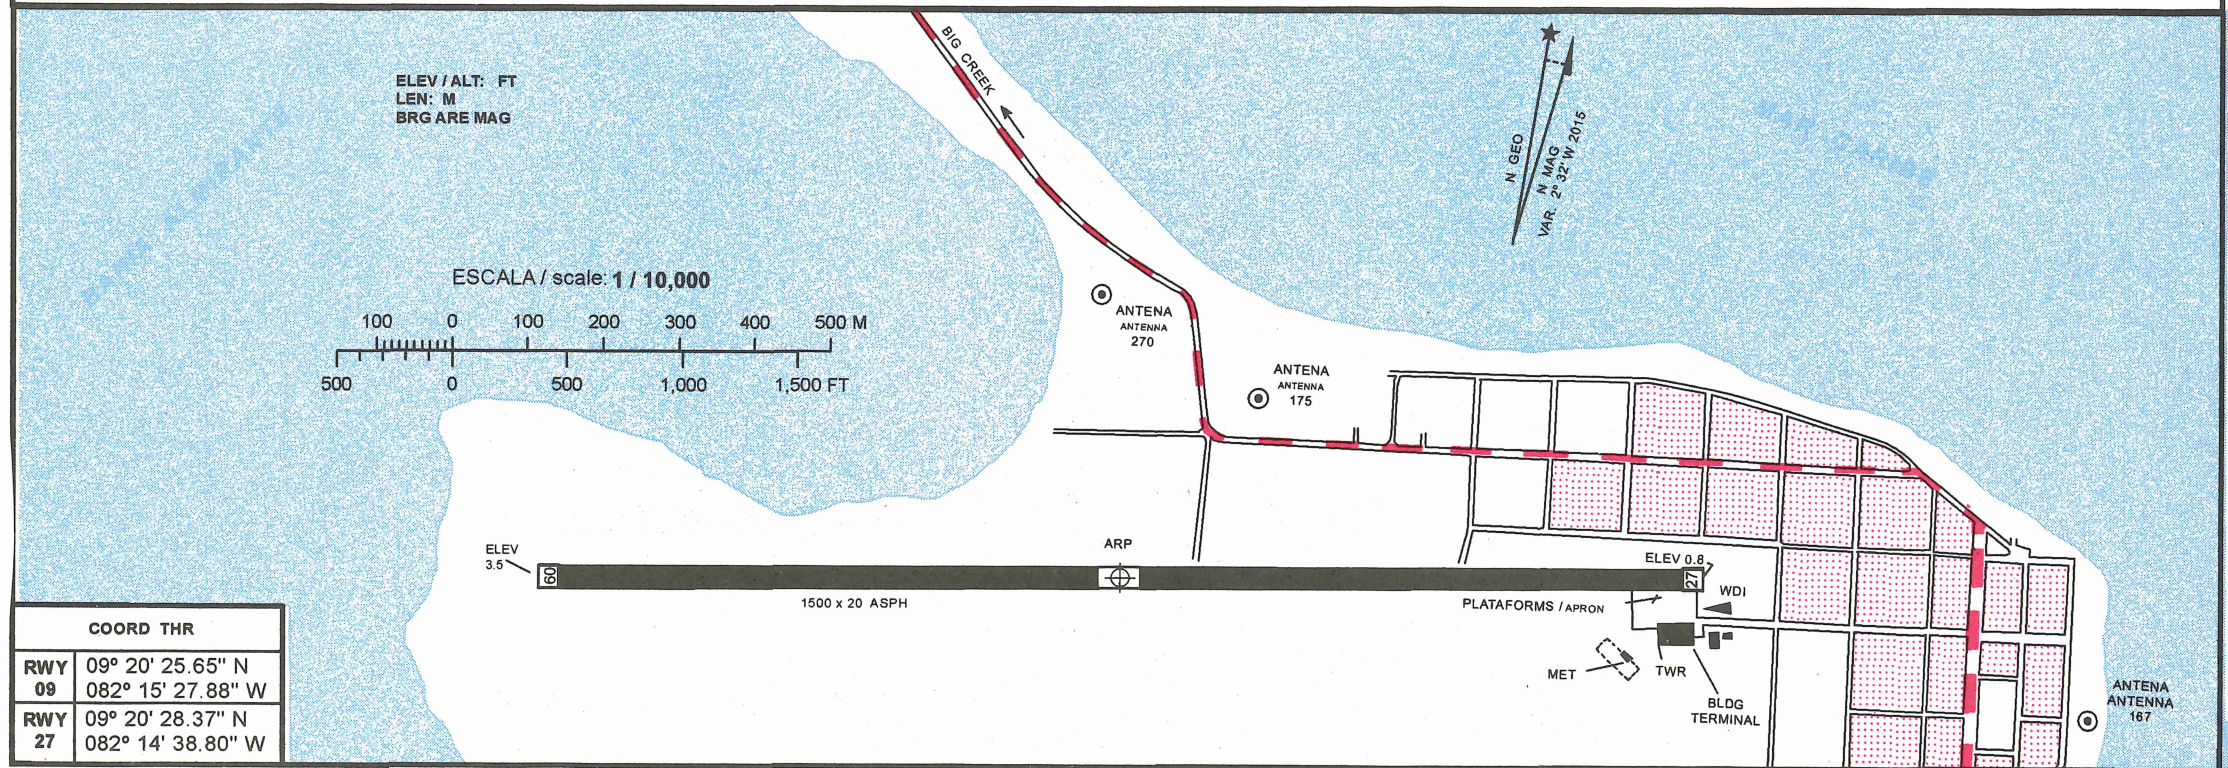 ELEV / ALT: FT
LEN: M
BRG ARE MAG
BIG CREEK
N GEO
N MAG
VAR. 2° 32' W 2015
ESCALA / scale: 1 / 10,000
100 0 100 200 300 400 500 M
500 0 500 1,000 1,500 FT
ANTENA
ANTENNA
270
ANTENA
ANTENNA
175
ELEV
3.5
09
ARP
ELEV 0.8
27
1500 x 20 ASPH
PLATAFORMS / APRON
WDI
MET
TWR
BLDG
TERMINAL
ANTENA
ANTENNA
167
COORD THR
RWY 09º 20' 25.65" N
09 082º 15' 27.88" W
RWY 09º 20' 28.37" N
27 082º 14' 38.80" W